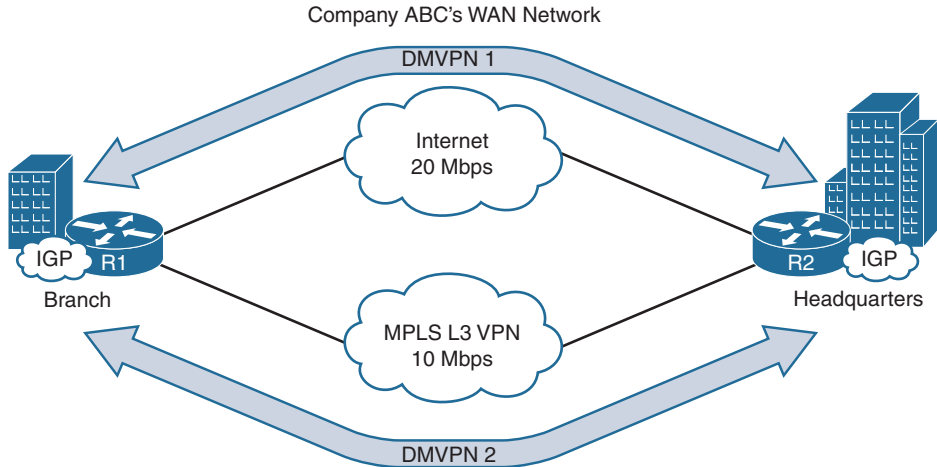 Company ABC's WAN Network
DMVPN 1
Internet
20 Mbps
IGP
R1
R2
IGP
Branch
Headquarters
MPLS L3 VPN
10 Mbps
DMVPN 2